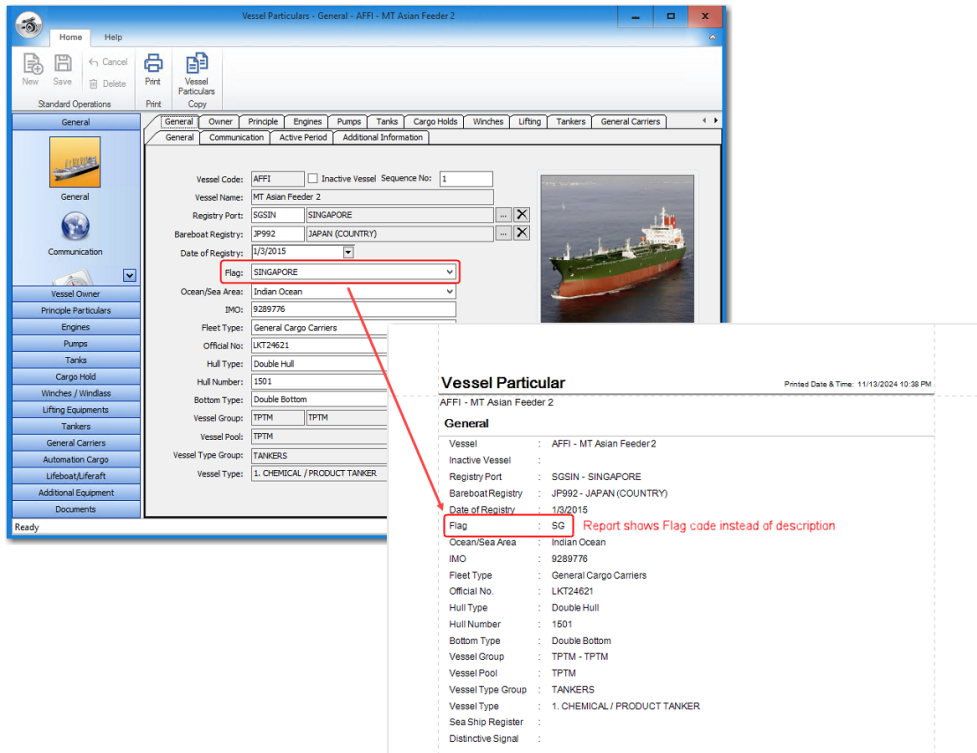 Vessel Particulars - General - AFFI - MT Asian Feeder 2
Home Help
New Save Cancel Delete Print Vessel Particulars
Standard Operations Print Copy
General
General
Communication
Vessel Owner
Principle Particulars
Engines
Pumps
Tanks
Cargo Hold
Winches / Windlass
Lifting Equipments
Tankers
General Carriers
Automation Cargo
Lifeboat/Liferaft
Additional Equipment
Documents
Ready
General Owner Principle Engines Pumps Tanks Cargo Holds Winches Lifting Tankers General Carriers
General Communication Active Period Additional Information
Vessel Code: AFFI Inactive Vessel Sequence No: 1
Vessel Name: MT Asian Feeder 2
Registry Port: SGSIN SINGAPORE ...
Bareboat Registry: JP992 JAPAN (COUNTRY) ...
Date of Registry: 1/3/2015
Flag: SINGAPORE
Ocean/Sea Area: Indian Ocean
IMO: 9289776
Fleet Type: General Cargo Carriers
Official No: LKT24621
Hull Type: Double Hull
Hull Number: 1501
Bottom Type: Double Bottom
Vessel Group: TPTM TPTM
Vessel Pool: TPTM
Vessel Type Group: TANKERS
Vessel Type: 1. CHEMICAL / PRODUCT TANKER
Vessel Particular Printed Date & Time: 11/13/2024 10:38 PM
AFFI - MT Asian Feeder 2
General
Vessel : AFFI - MT Asian Feeder 2
Inactive Vessel :
Registry Port : SGSIN - SINGAPORE
Bareboat Registry : JP992 - JAPAN (COUNTRY)
Date of Registry : 1/3/2015
Flag : SG Report shows Flag code instead of description
Ocean/Sea Area : Indian Ocean
IMO : 9289776
Fleet Type : General Cargo Carriers
Official No. : LKT24621
Hull Type : Double Hull
Hull Number : 1501
Bottom Type : Double Bottom
Vessel Group : TPTM - TPTM
Vessel Pool : TPTM
Vessel Type Group : TANKERS
Vessel Type : 1. CHEMICAL / PRODUCT TANKER
Sea Ship Register :
Distinctive Signal :